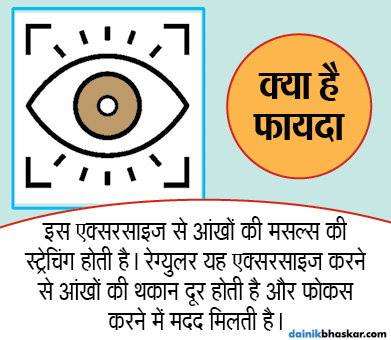 क्या है
फायदा
इस एक्सरसाइज से आंखों की मसल्स की
स्ट्रेचिंग होती है। रेग्युलर यह एक्सरसाइज करने
से आंखों की थकान दूर होती है और फोकस
करने में मदद मिलती है।
dainikbhaskar.com